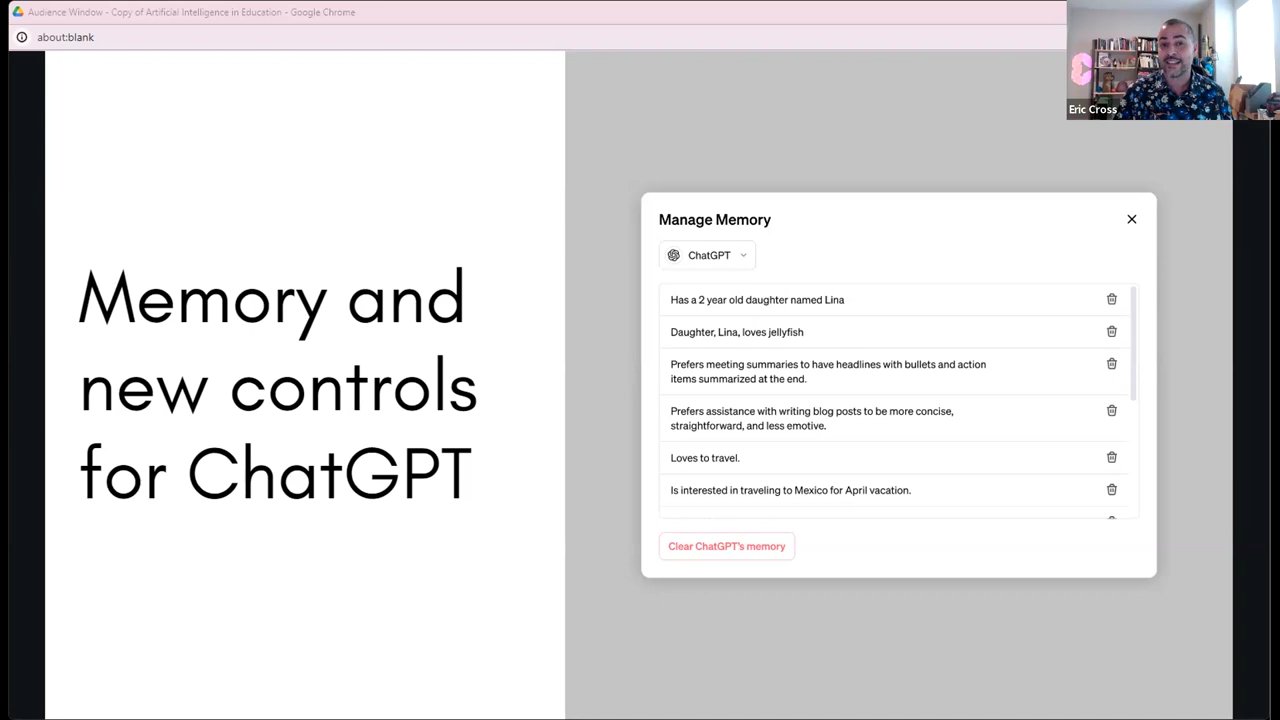 Audience Window - Copy of Artificial Intelligence in Education - Google Chrome
about:blank
Eric Cross
Memory and
new controls
for ChatGPT
Manage Memory
ChatGPT
Has a 2 year old daughter named Lina
Daughter, Lina, loves jellyfish
Prefers meeting summaries to have headlines with bullets and action
items summarized at the end.
Prefers assistance with writing blog posts to be more concise,
straightforward, and less emotive.
Loves to travel.
Is interested in traveling to Mexico for April vacation.
Clear ChatGPT's memory